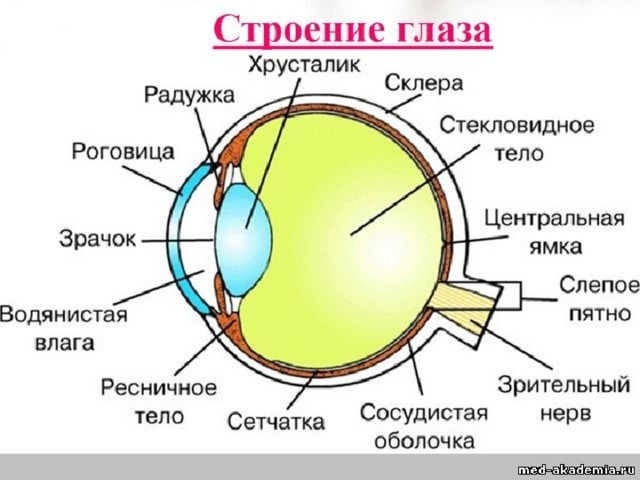 Строение глаза
Хрусталик
Радужка
Склера
Роговица
Стекловидное
тело
Зрачок
Центральная
ямка
Водянистая
влага
Слепое
пятно
Ресничное
тело
Сетчатка
Сосудистая
оболочка
Зрительный
нерв
med-akademia.ru